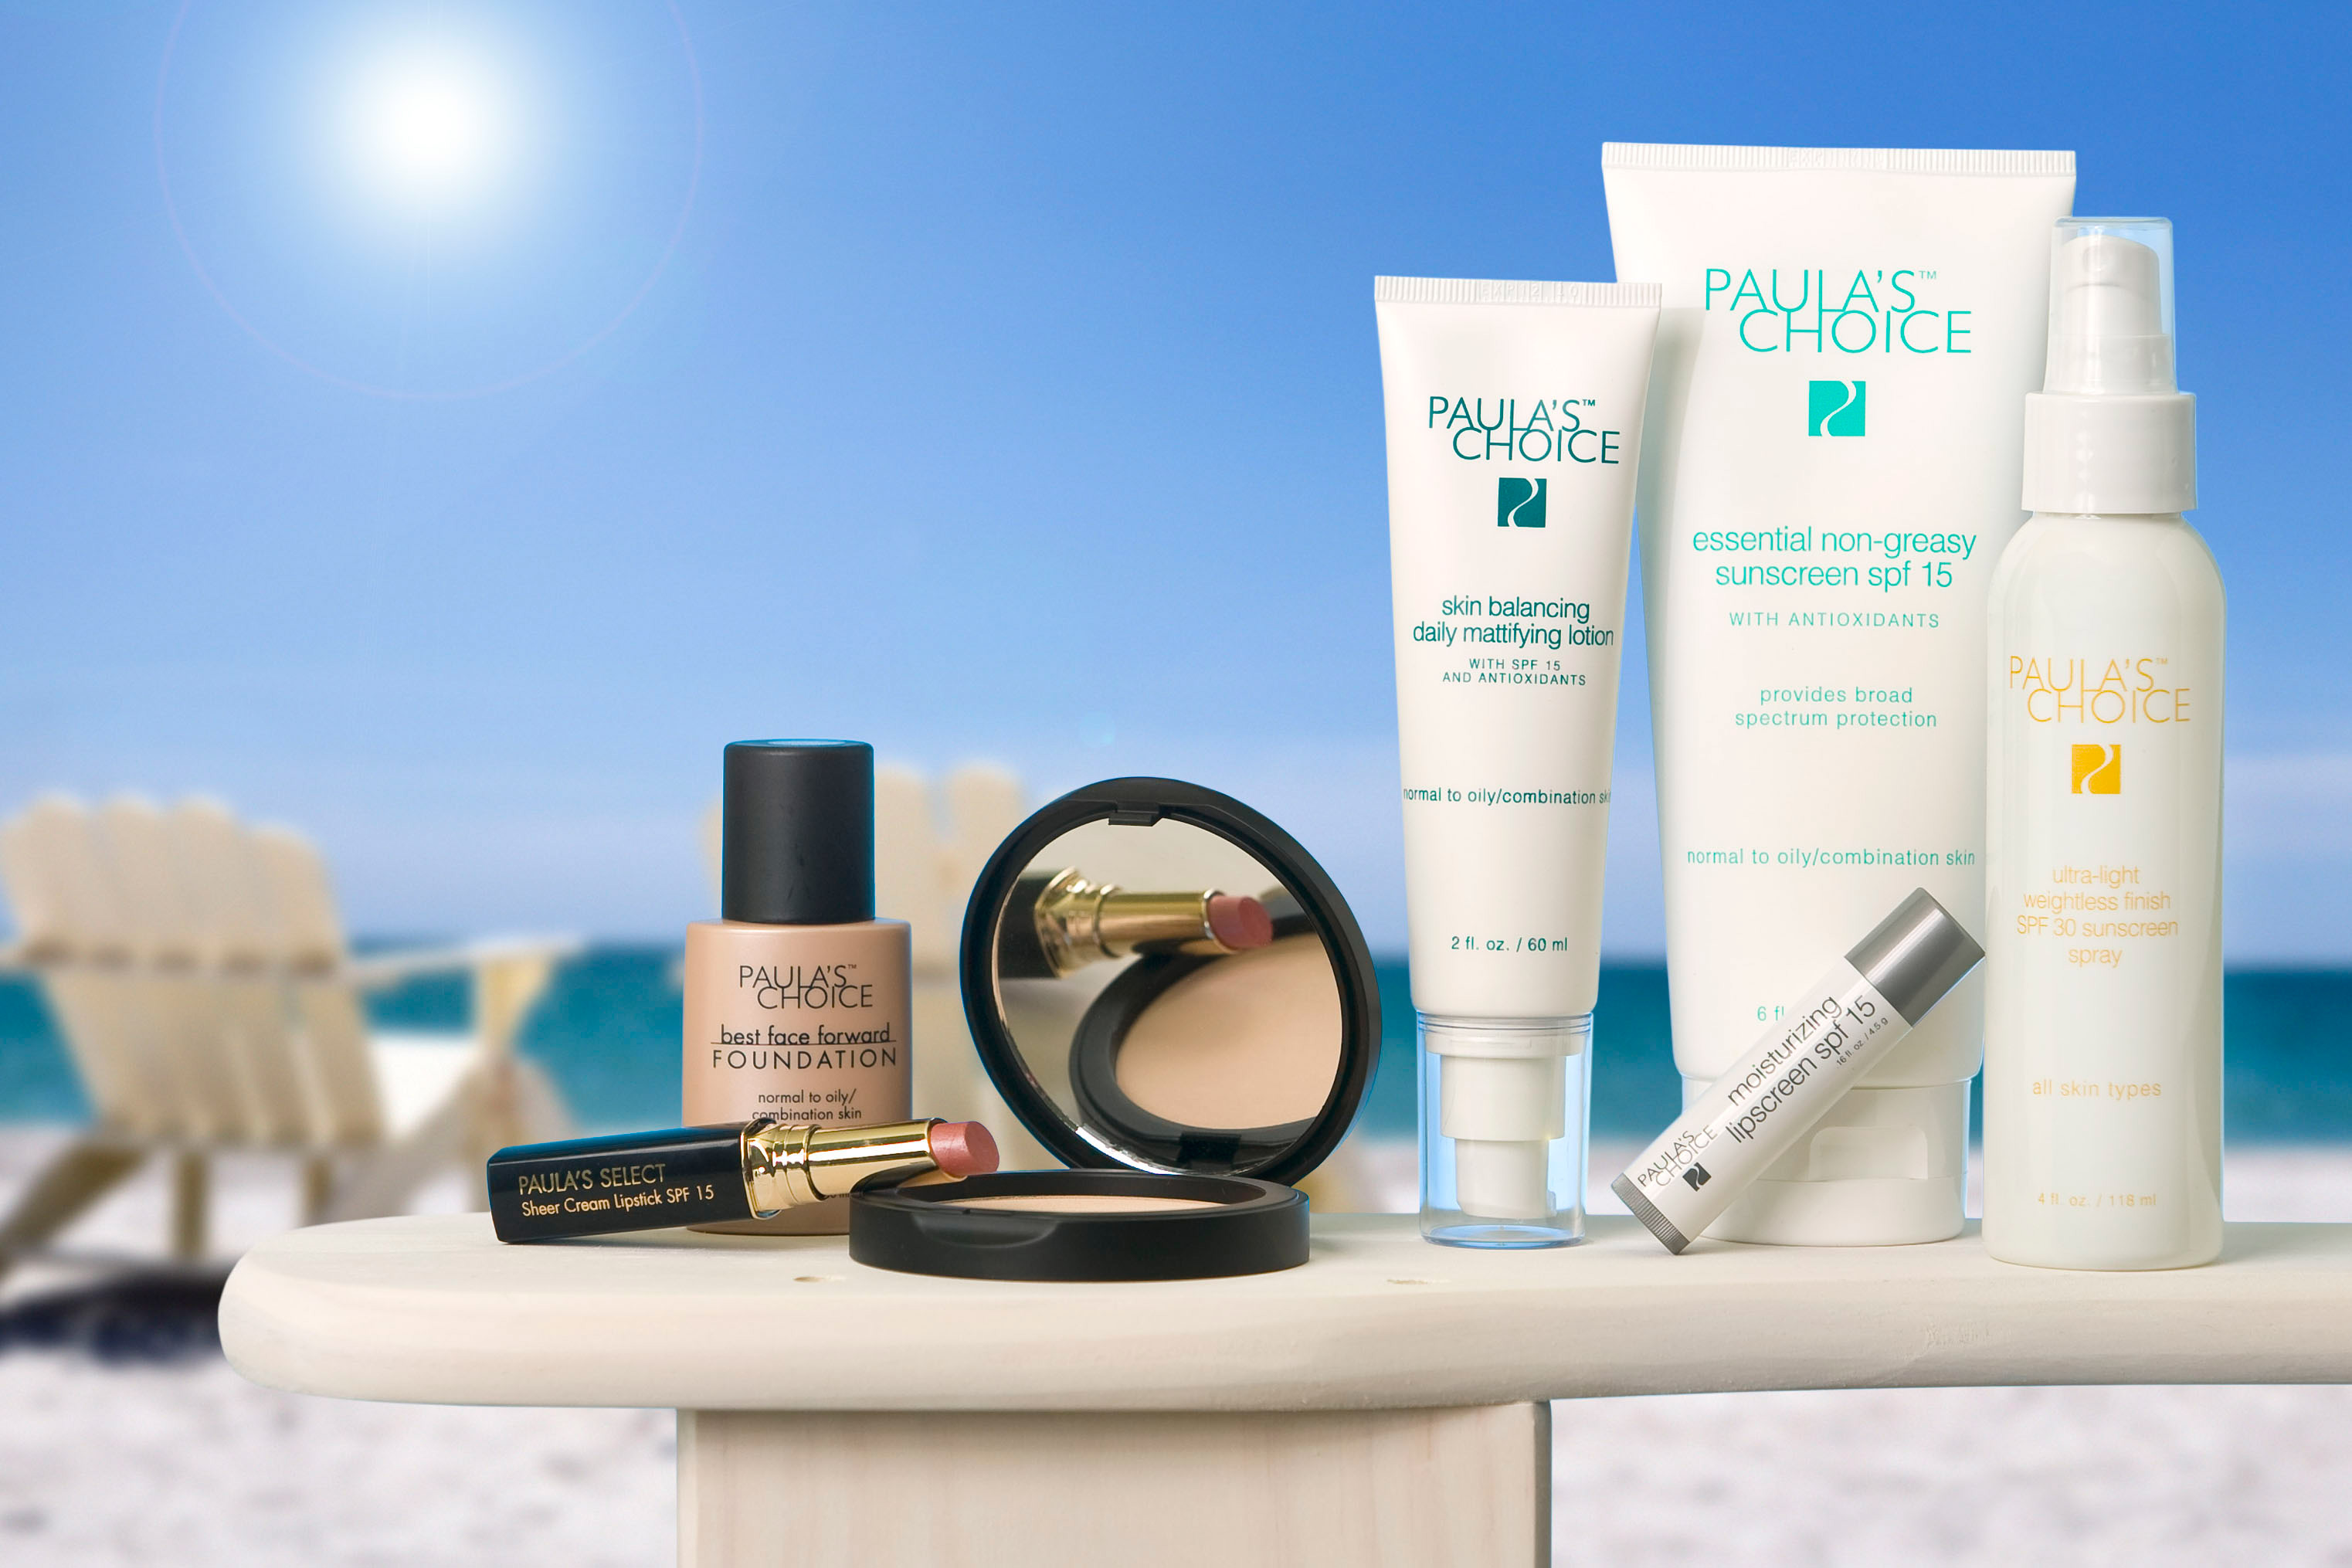 PAULA'S™
CHOICE
best face forward
FOUNDATION
normal to oily/
combination skin
PAULA'S SELECT
Sheer Cream Lipstick SPF 15
PAULA'S™
CHOICE
skin balancing
daily mattifying lotion
WITH SPF 15
AND ANTIOXIDANTS
normal to oily/combination
2 fl. oz. / 60 ml
PAULA'S™
CHOICE
essential non-greasy
sunscreen spf 15
WITH ANTIOXIDANTS
provides broad
spectrum protection
normal to oily/combination skin
6 fl
PAULA'S
CHOICE
moisturizing
lipscreen spf 15
PAULA'S™
CHOICE
ultra-light
weightless finish
SPF 30 sunscreen
spray
all skin types
4 fl. oz. / 118 ml